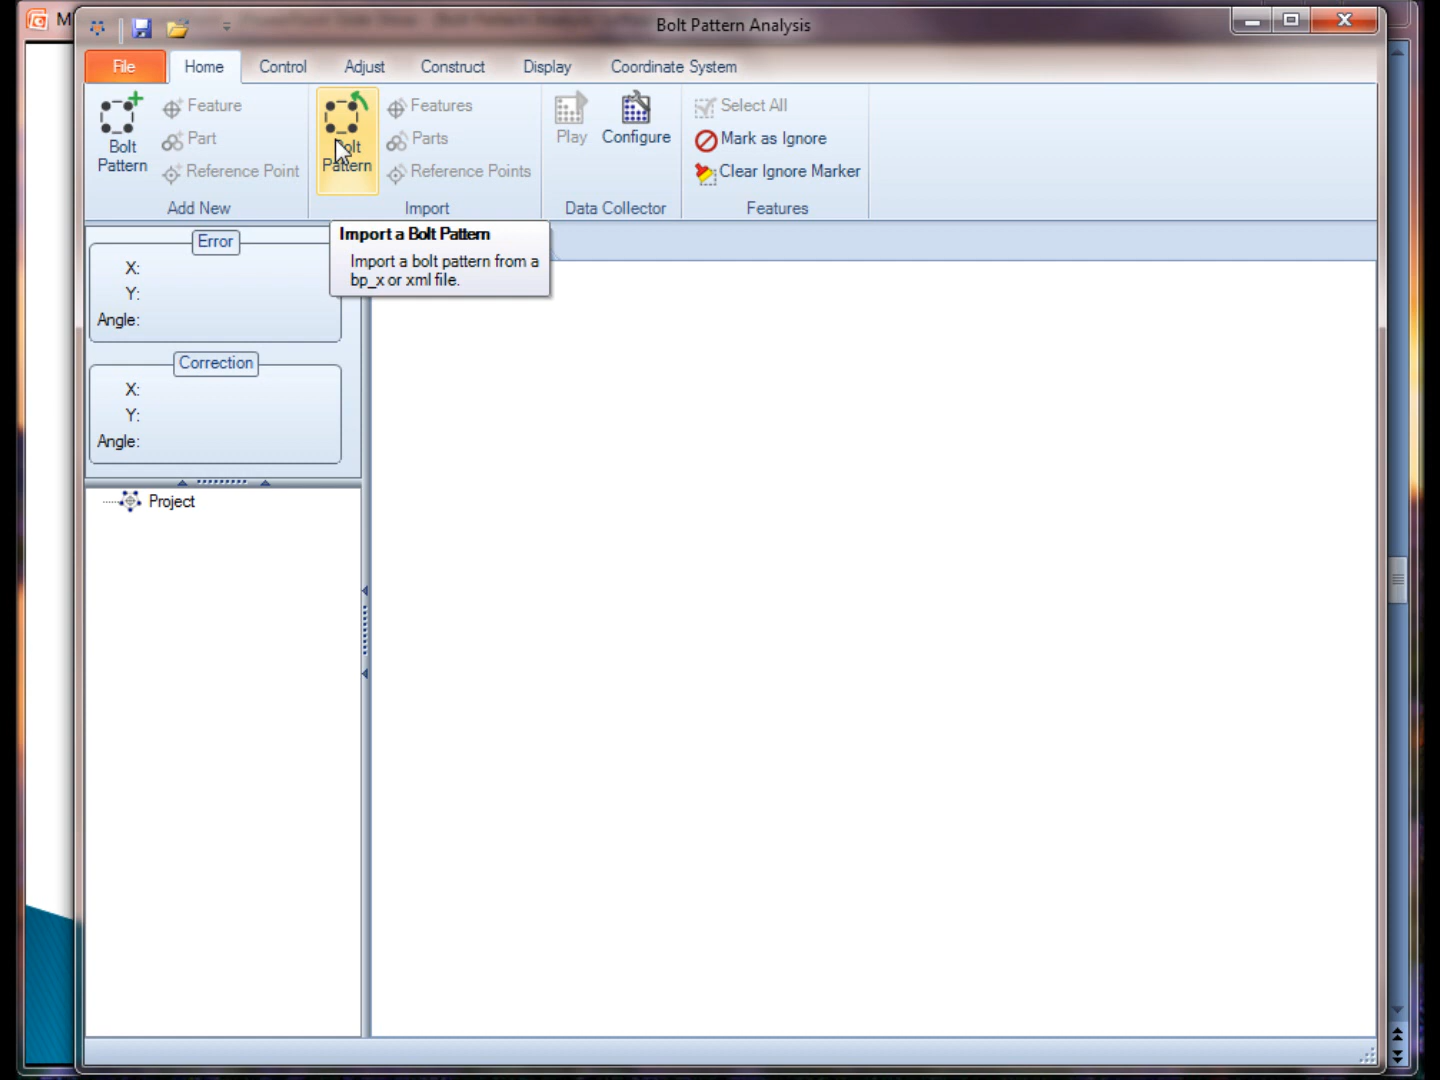 M
Bolt Pattern Analysis
File Home Control Adjust Construct Display Coordinate System
Bolt
Pattern
Feature
Part
Reference Point
Add New
Bolt
Pattern
Features
Parts
Reference Points
Import
Play
Configure
Data Collector
Select All
Mark as Ignore
Clear Ignore Marker
Features
Import a Bolt Pattern
Import a bolt pattern from a
bp_x or xml file.
Error
X:
Y:
Angle:
Correction
X:
Y:
Angle:
Project